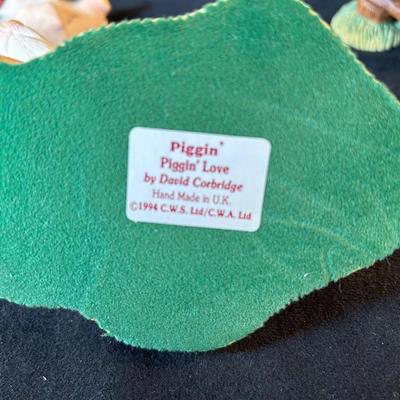 Piggin'
Piggin' Love
by David Corbridge
Hand Made in U.K.
©1994 C.W.S. Ltd/C.W.A. Ltd